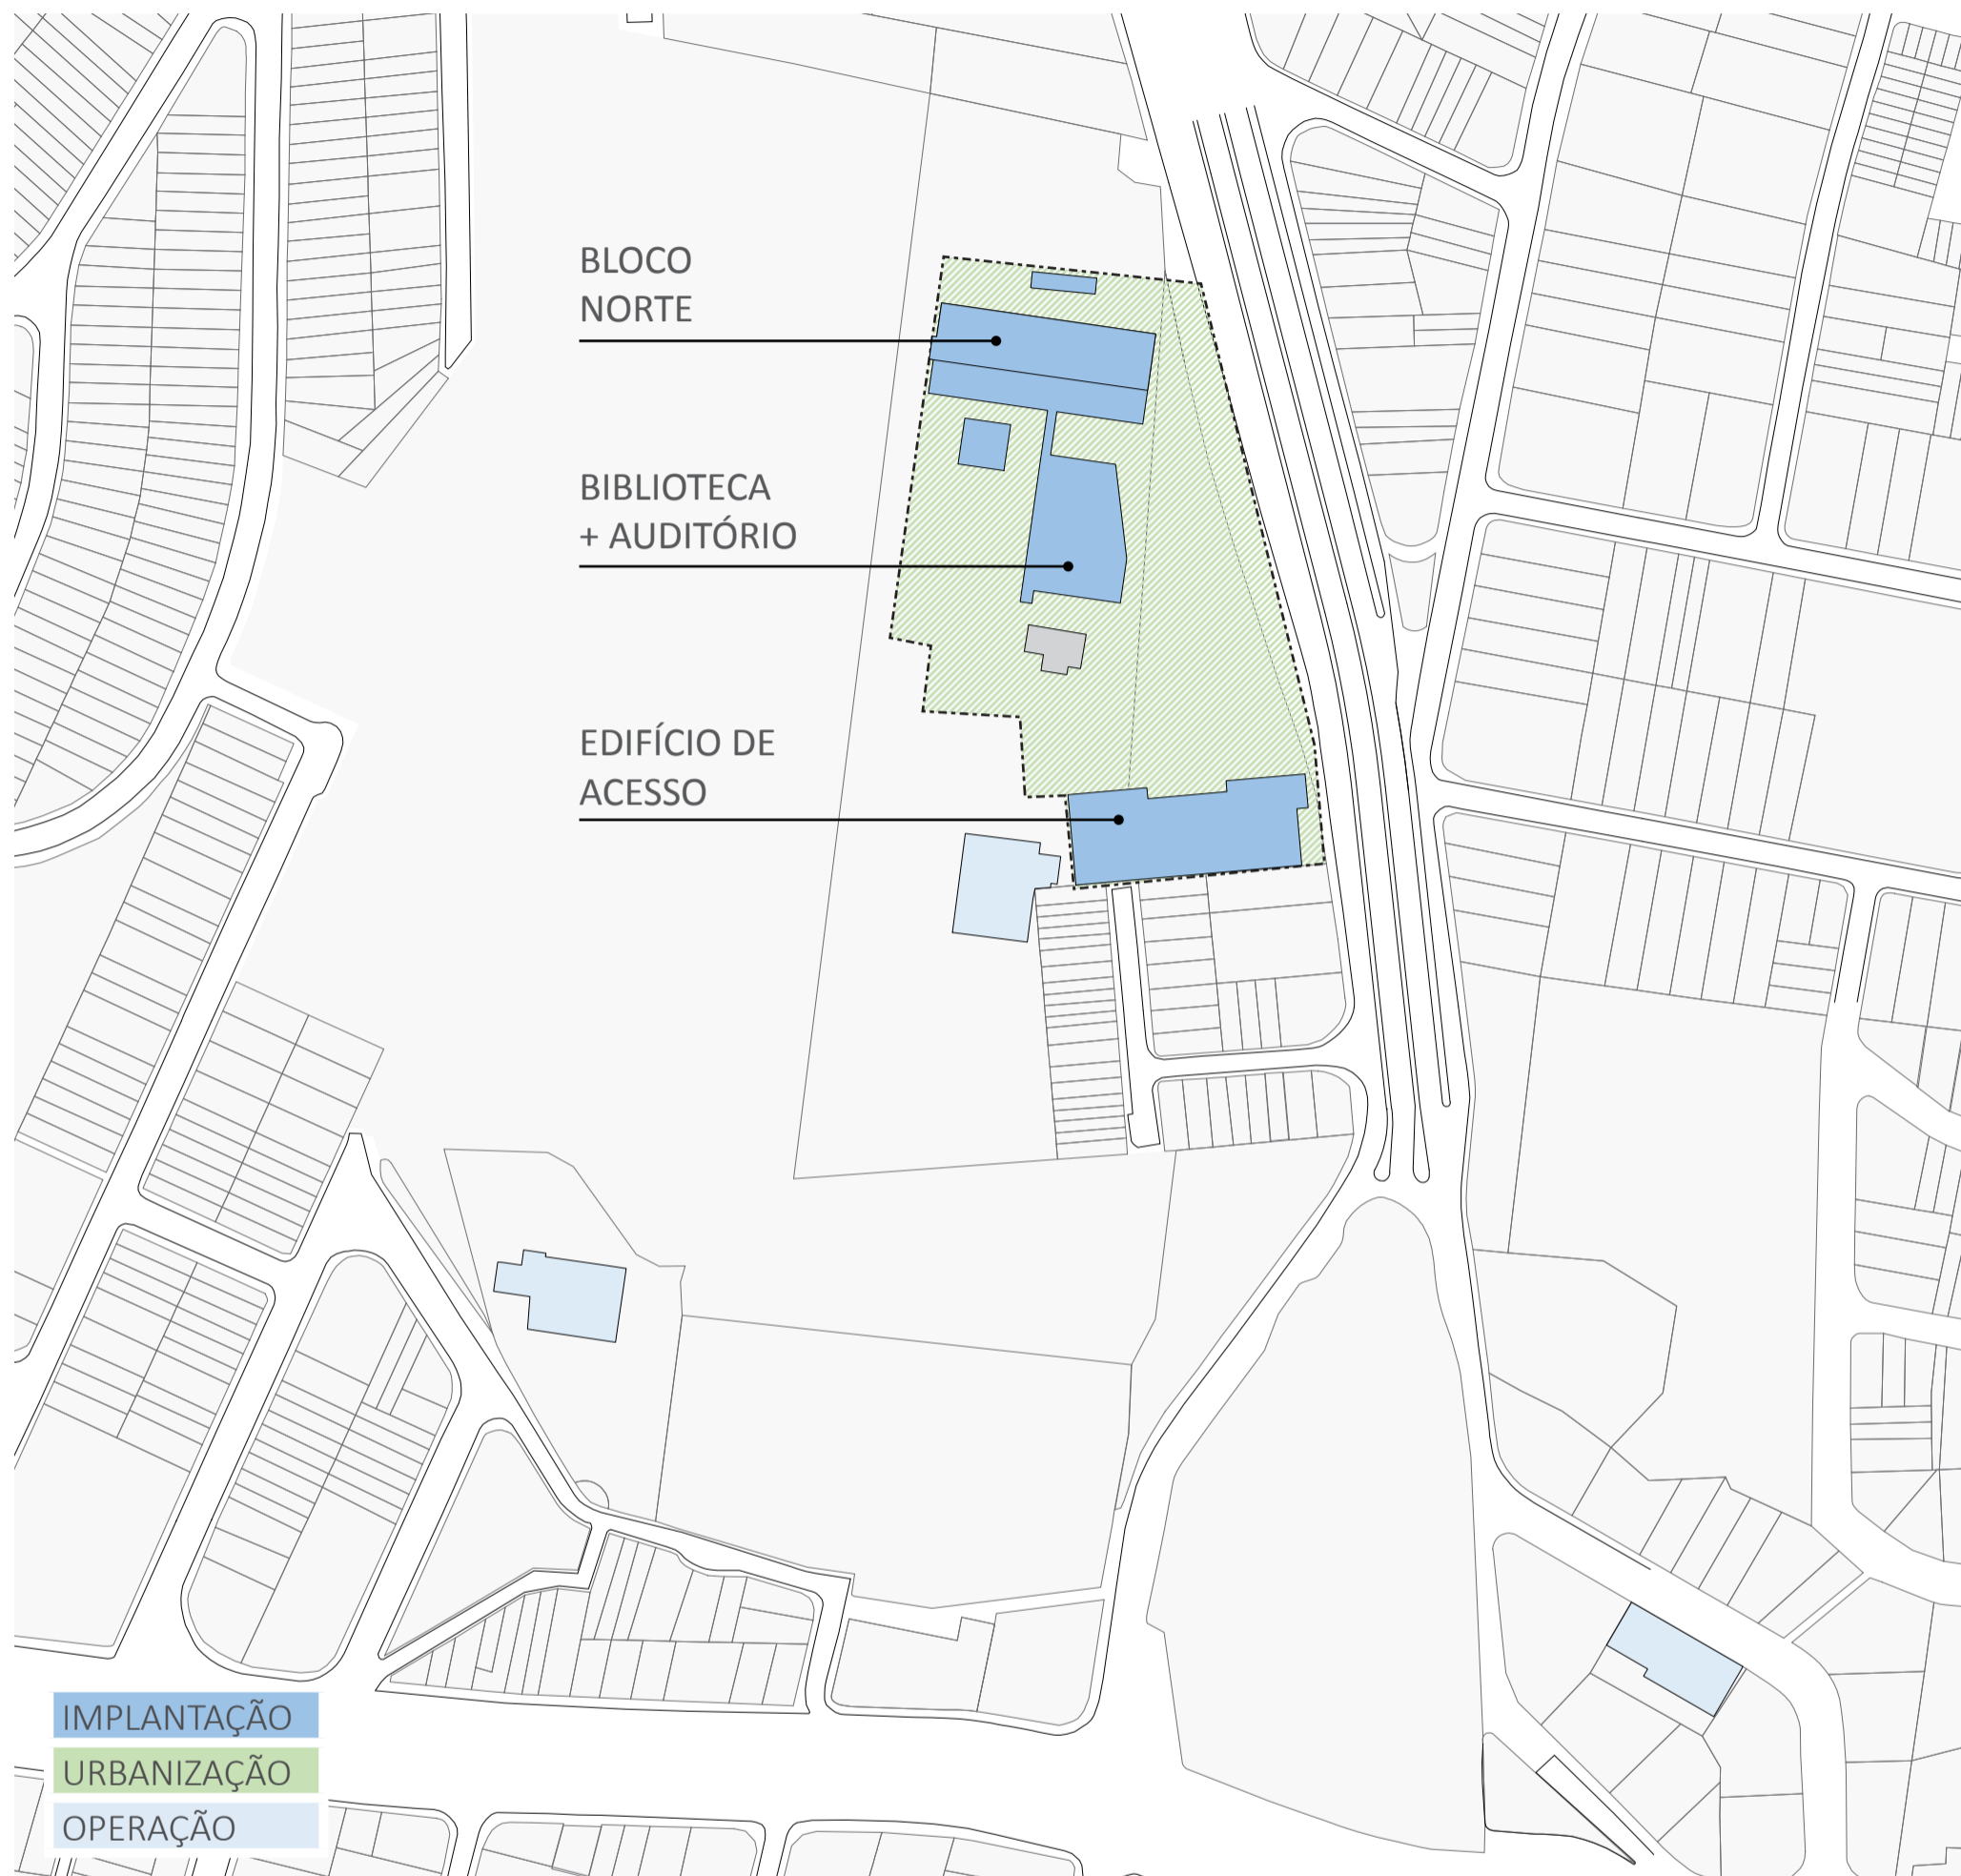 BLOCO
NORTE
BIBLIOTECA
+ AUDITÓRIO
EDIFÍCIO DE
ACESSO
IMPLANTAÇÃO
URBANIZAÇÃO
OPERAÇÃO